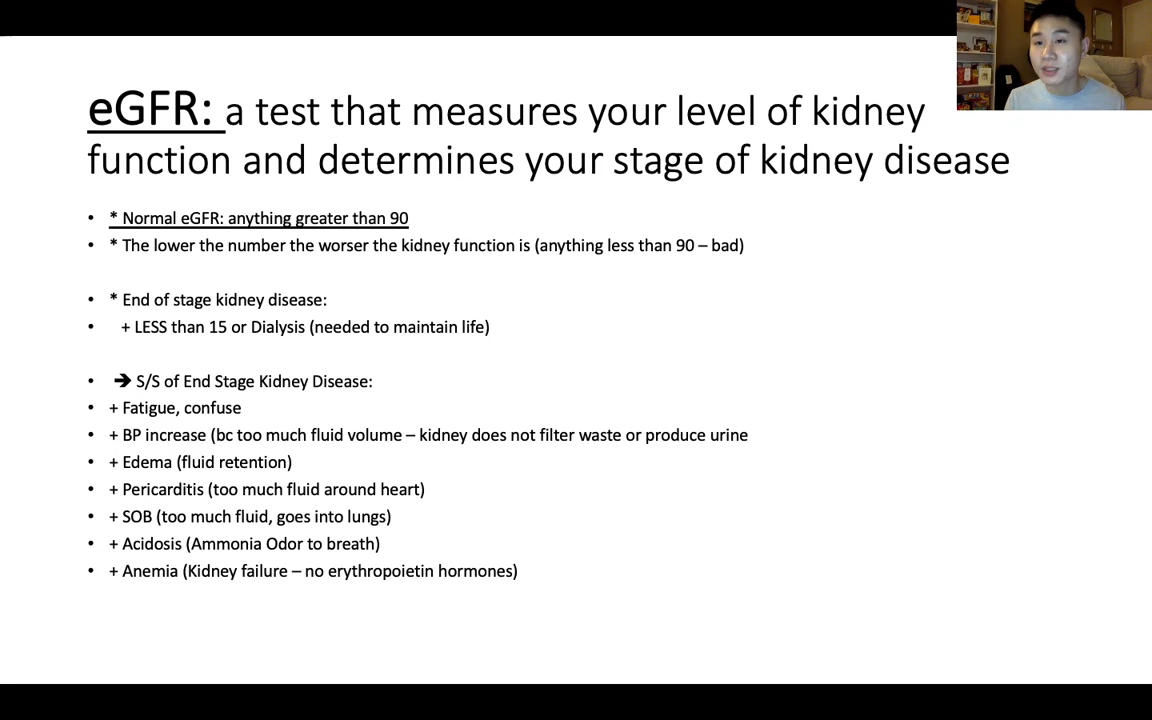 eGFR: a test that measures your level of kidney
function and determines your stage of kidney disease
• * Normal eGFR: anything greater than 90
• * The lower the number the worser the kidney function is (anything less than 90 – bad)
• * End of stage kidney disease:
• + LESS than 15 or Dialysis (needed to maintain life)
• ➔ S/S of End Stage Kidney Disease:
• + Fatigue, confuse
• + BP increase (bc too much fluid volume – kidney does not filter waste or produce urine
• + Edema (fluid retention)
• + Pericarditis (too much fluid around heart)
• + SOB (too much fluid, goes into lungs)
• + Acidosis (Ammonia Odor to breath)
• + Anemia (Kidney failure – no erythropoietin hormones)